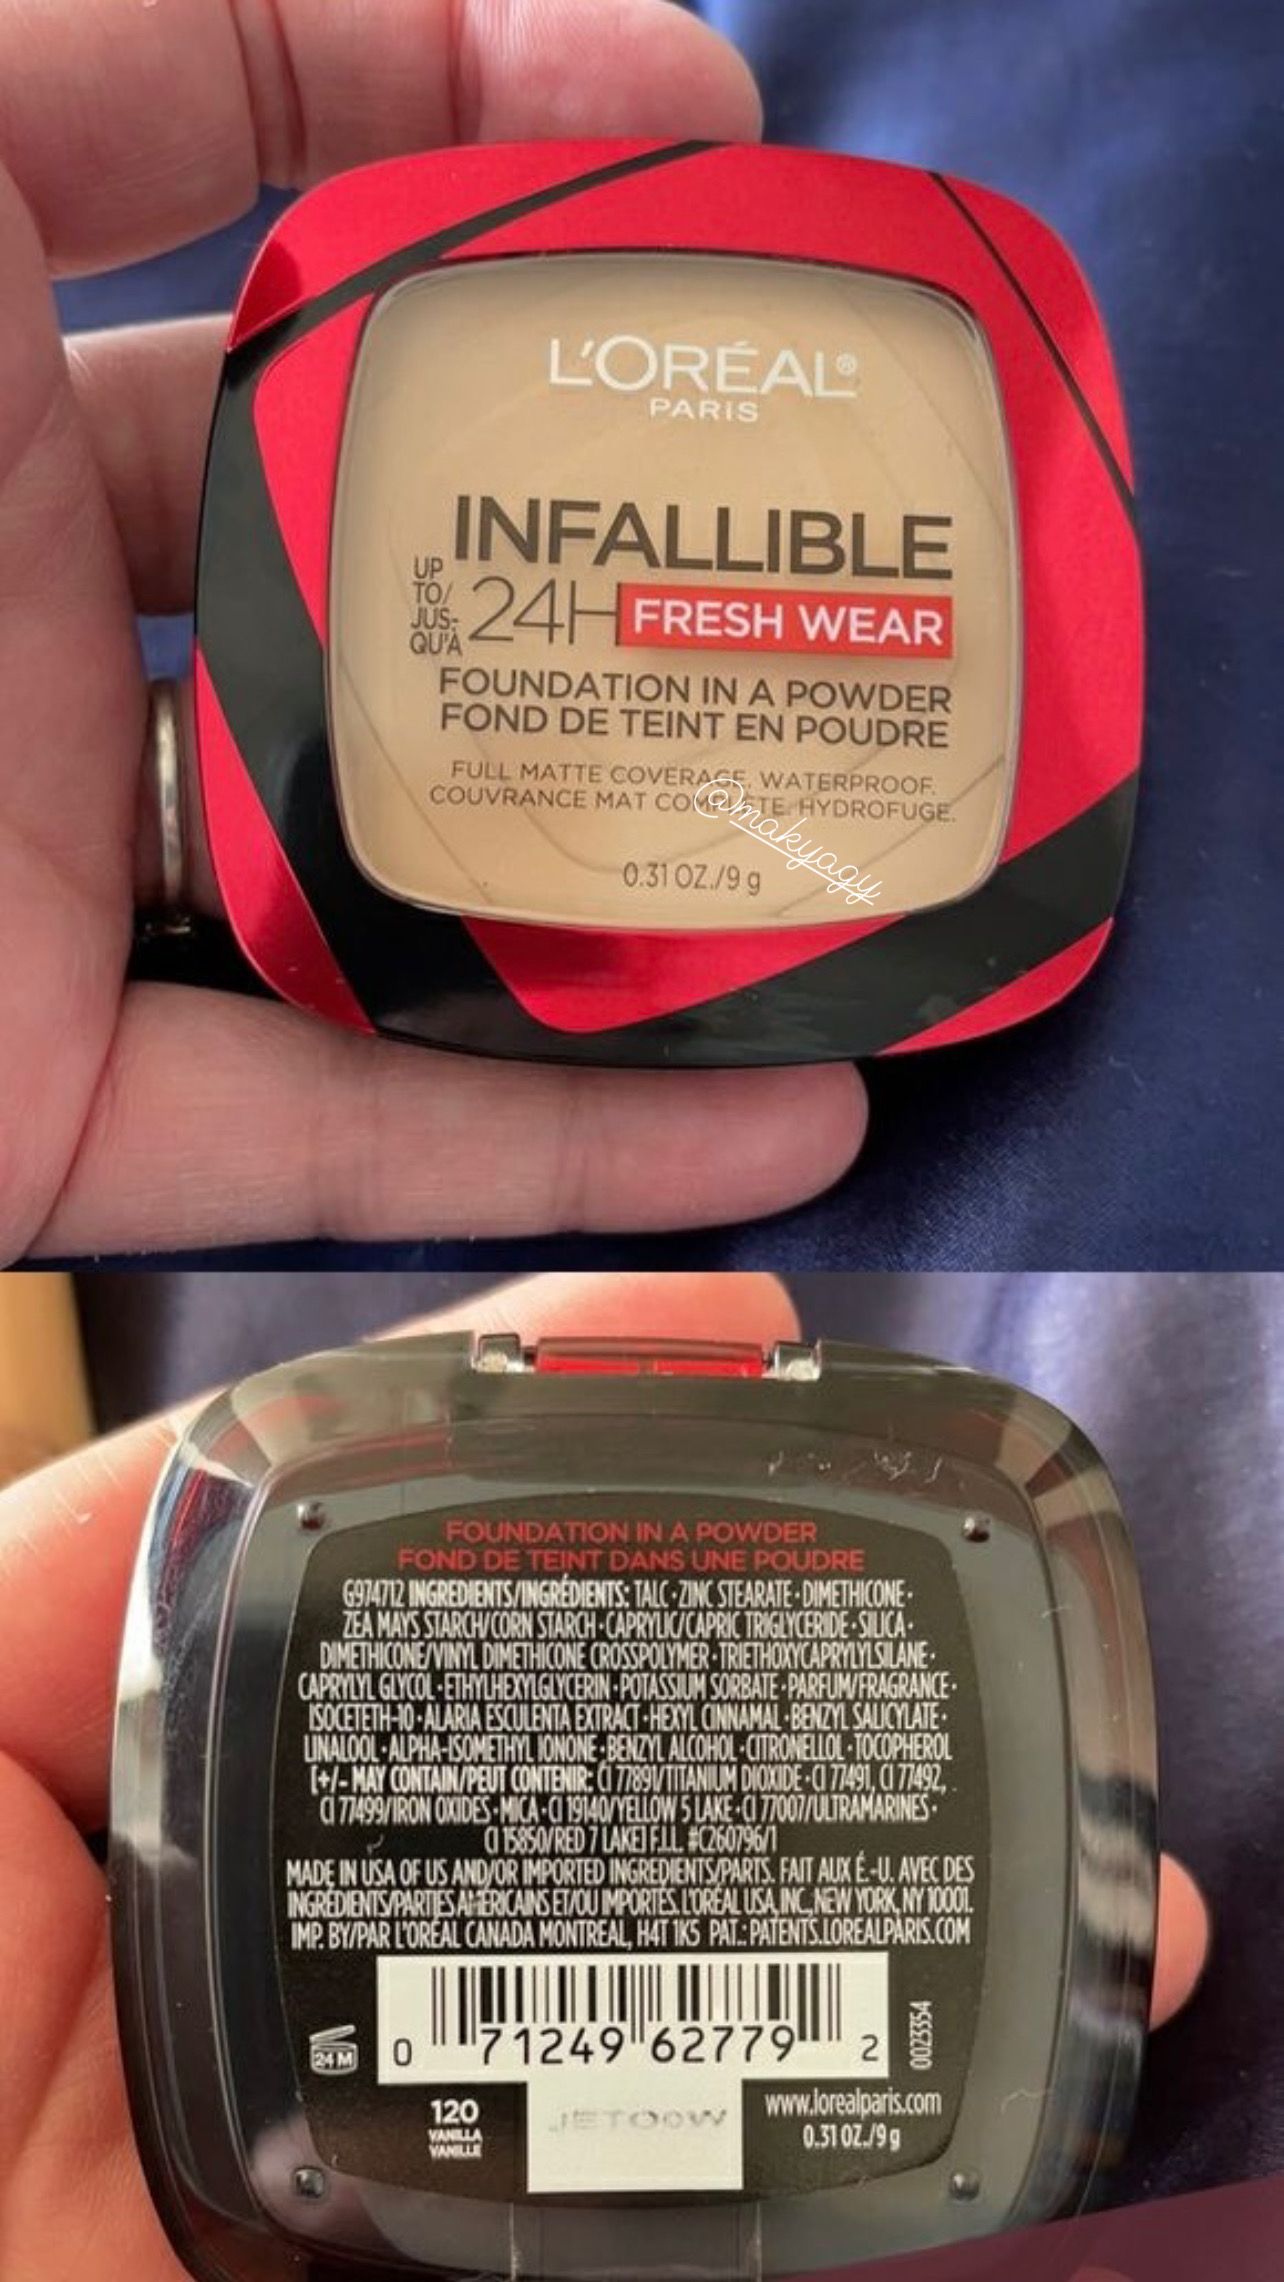 L'ORÉAL®
PARIS
INFALLIBLE
UP TO/ JUS- QU'À 24H FRESH WEAR
FOUNDATION IN A POWDER
FOND DE TEINT EN POUDRE
FULL MATTE COVERAGE. WATERPROOF.
COUVRANCE MAT COMPLÈTE. HYDROFUGE.
@makyagy
0.31 OZ./9 g
FOUNDATION IN A POWDER
FOND DE TEINT DANS UNE POUDRE
G974712 INGREDIENTS/INGRÉDIENTS: TALC • ZINC STEARATE • DIMETHICONE •
ZEA MAYS STARCH/CORN STARCH • CAPRYLIC/CAPRIC TRIGLYCERIDE • SILICA •
DIMETHICONE/VINYL DIMETHICONE CROSSPOLYMER • TRIETHOXYCAPRYLYLSILANE •
CAPRYLYL GLYCOL • ETHYLHEXYLGLYCERIN • POTASSIUM SORBATE • PARFUM/FRAGRANCE •
ISOCETETH-10 • ALARIA ESCULENTA EXTRACT • HEXYL CINNAMAL • BENZYL SALICYLATE •
LINALOOL • ALPHA-ISOMETHYL IONONE • BENZYL ALCOHOL • CITRONELLOL • TOCOPHEROL
[+/- MAY CONTAIN/PEUT CONTENIR: CI 77891/TITANIUM DIOXIDE • CI 77491, CI 77492,
CI 77499/IRON OXIDES • MICA • CI 19140/YELLOW 5 LAKE • CI 77007/ULTRAMARINES •
CI 15850/RED 7 LAKE] F.I.L. #C260796/1
MADE IN USA OF US AND/OR IMPORTED INGREDIENTS/PARTS. FAIT AUX É.-U. AVEC DES
INGRÉDIENTS/PARTIES AMÉRICAINS ET/OU IMPORTÉS. L'ORÉAL USA, INC., NEW YORK, NY 10001.
IMP. BY/PAR L'ORÉAL CANADA MONTREAL, H4T 1K5 PAT.: PATENTS.LOREALPARIS.COM
0 71249 62779 2
0023354
24 M
120
VANILLA
VANILLE
www.lorealparis.com
0.31 OZ./9 g